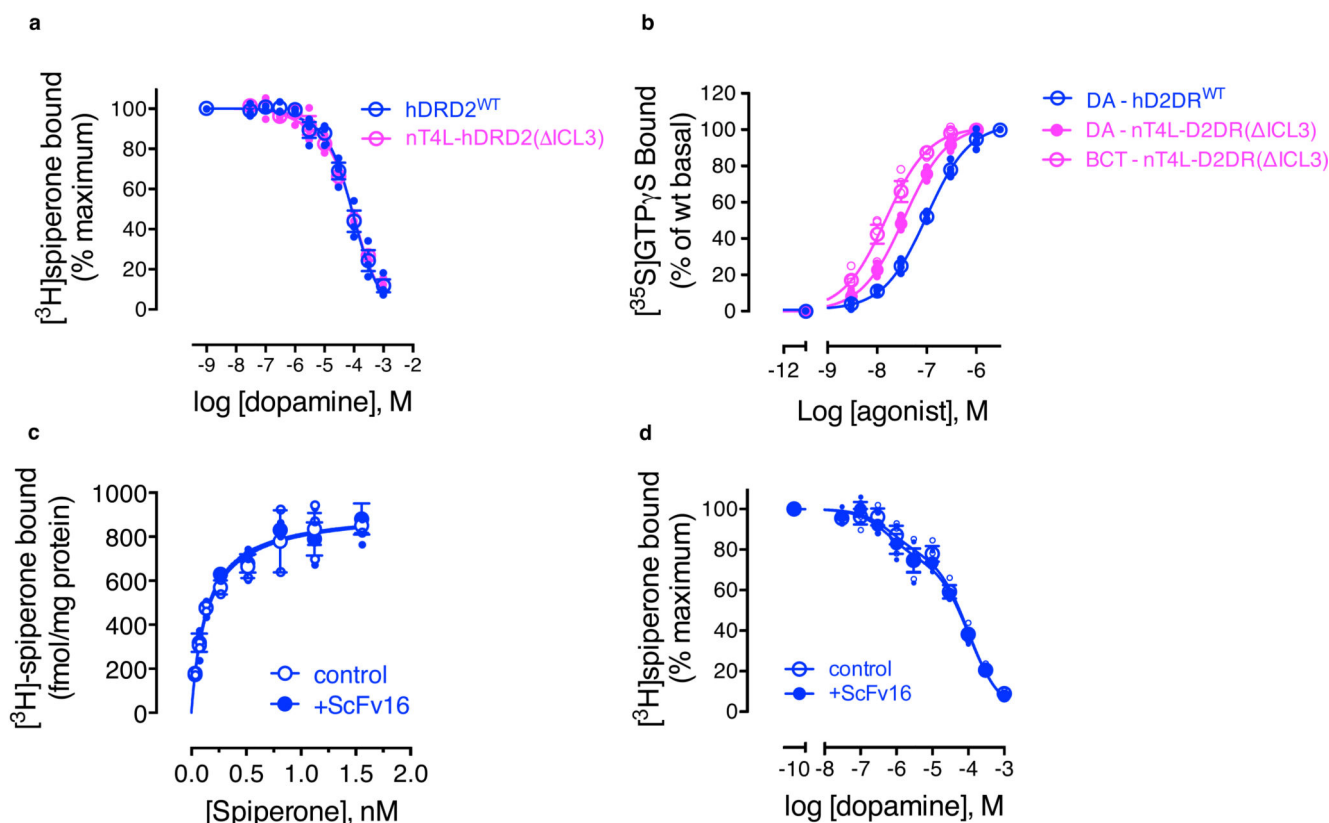 a
[³H]spiperone bound
(% maximum)
100
80
60
40
20
0
-9 -8 -7 -6 -5 -4 -3 -2
log [dopamine], M
hDRD2ᵂᵀ
nT4L-hDRD2(ΔICL3)
b
[³⁵S]GTPγS Bound
(% of wt basal)
120
100
80
60
40
20
0
-12 -9 -8 -7 -6
Log [agonist], M
DA - hD2DRᵂᵀ
DA - nT4L-D2DR(ΔICL3)
BCT - nT4L-D2DR(ΔICL3)
c
[³H]-spiperone bound
(fmol/mg protein)
1000
800
600
400
200
0
0.0 0.5 1.0 1.5 2.0
[Spiperone], nM
control
+ScFv16
d
[³H]spiperone bound
(% maximum)
100
80
60
40
20
0
-10 -8 -7 -6 -5 -4 -3
log [dopamine], M
control
+ScFv16